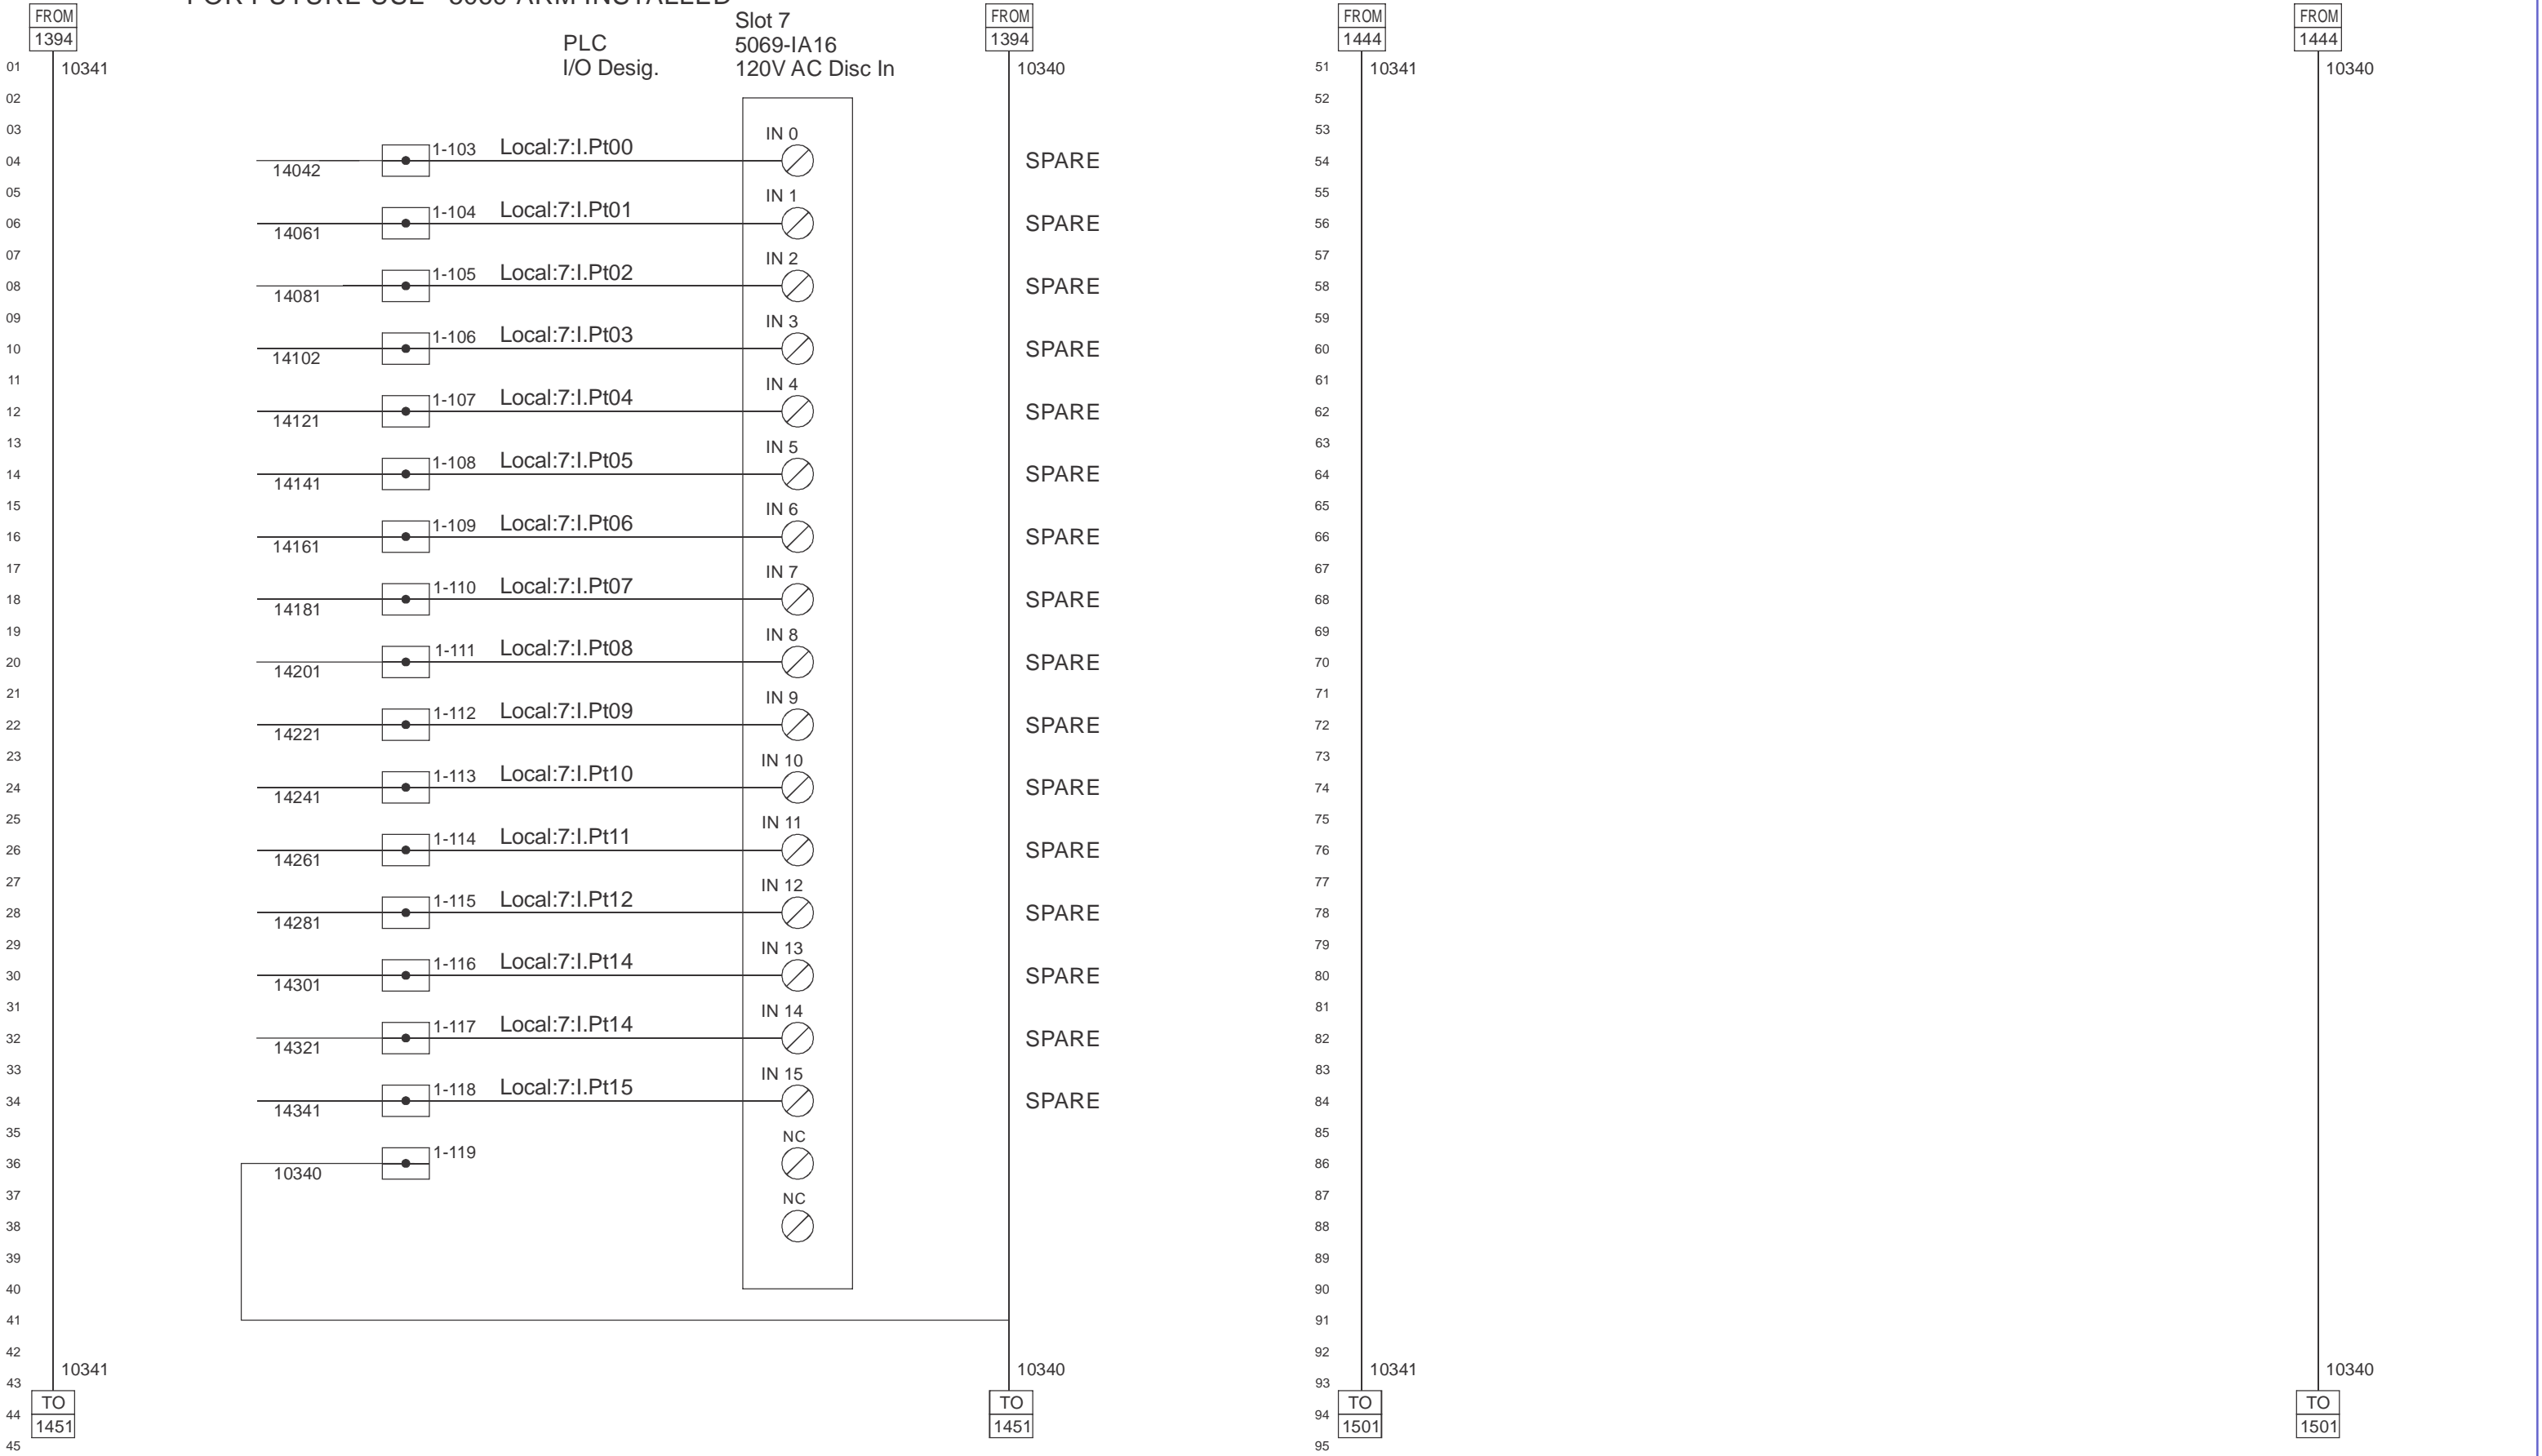 FROM
1394
10341
PLC
I/O Desig.
Slot 7
5069-IA16
120V AC Disc In
FROM
1394
10340
01
02
03
04
05
06
07
08
09
10
11
12
13
14
15
16
17
18
19
20
21
22
23
24
25
26
27
28
29
30
31
32
33
34
35
36
37
38
39
40
41
42
43
44
45
IN 0
14042 1-103 Local:7:I.Pt00 SPARE
IN 1
14061 1-104 Local:7:I.Pt01 SPARE
IN 2
14081 1-105 Local:7:I.Pt02 SPARE
IN 3
14102 1-106 Local:7:I.Pt03 SPARE
IN 4
14121 1-107 Local:7:I.Pt04 SPARE
IN 5
14141 1-108 Local:7:I.Pt05 SPARE
IN 6
14161 1-109 Local:7:I.Pt06 SPARE
IN 7
14181 1-110 Local:7:I.Pt07 SPARE
IN 8
14201 1-111 Local:7:I.Pt08 SPARE
IN 9
14221 1-112 Local:7:I.Pt09 SPARE
IN 10
14241 1-113 Local:7:I.Pt10 SPARE
IN 11
14261 1-114 Local:7:I.Pt11 SPARE
IN 12
14281 1-115 Local:7:I.Pt12 SPARE
IN 13
14301 1-116 Local:7:I.Pt14 SPARE
IN 14
14321 1-117 Local:7:I.Pt14 SPARE
IN 15
14341 1-118 Local:7:I.Pt15 SPARE
NC
10340 1-119
NC
10341
TO
1451
10340
TO
1451
FROM
1444
10341
FROM
1444
10340
51
52
53
54
55
56
57
58
59
60
61
62
63
64
65
66
67
68
69
70
71
72
73
74
75
76
77
78
79
80
81
82
83
84
85
86
87
88
89
90
91
92
93
94
95
10341
TO
1501
10340
TO
1501